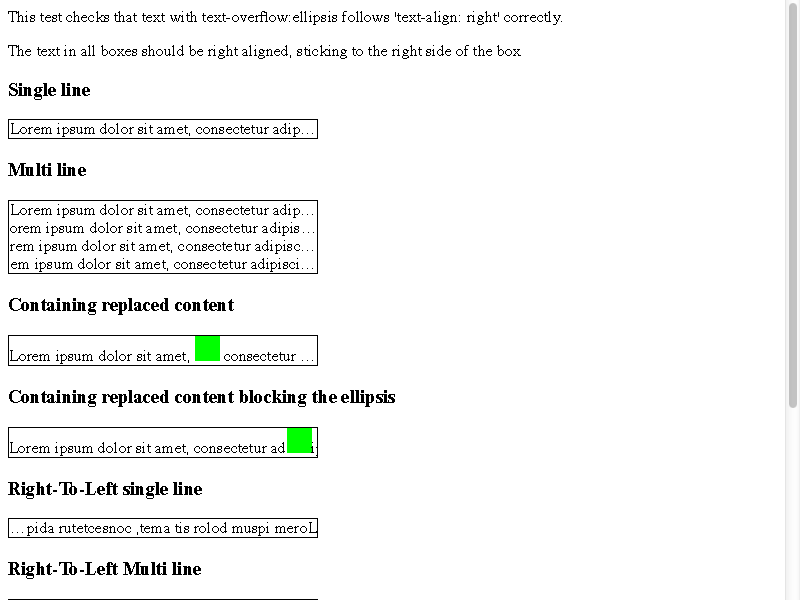 This test checks that text with text-overflow:ellipsis follows 'text-align: right' correctly.
The text in all boxes should be right aligned, sticking to the right side of the box
Single line
Lorem ipsum dolor sit amet, consectetur adip…
Multi line
Lorem ipsum dolor sit amet, consectetur adip…
orem ipsum dolor sit amet, consectetur adipis…
rem ipsum dolor sit amet, consectetur adipisc…
em ipsum dolor sit amet, consectetur adipisci…
Containing replaced content
Lorem ipsum dolor sit amet, consectetur …
Containing replaced content blocking the ellipsis
Lorem ipsum dolor sit amet, consectetur ad i
Right-To-Left single line
…pida rutetcesnoc ,tema tis rolod muspi meroL
Right-To-Left Multi line